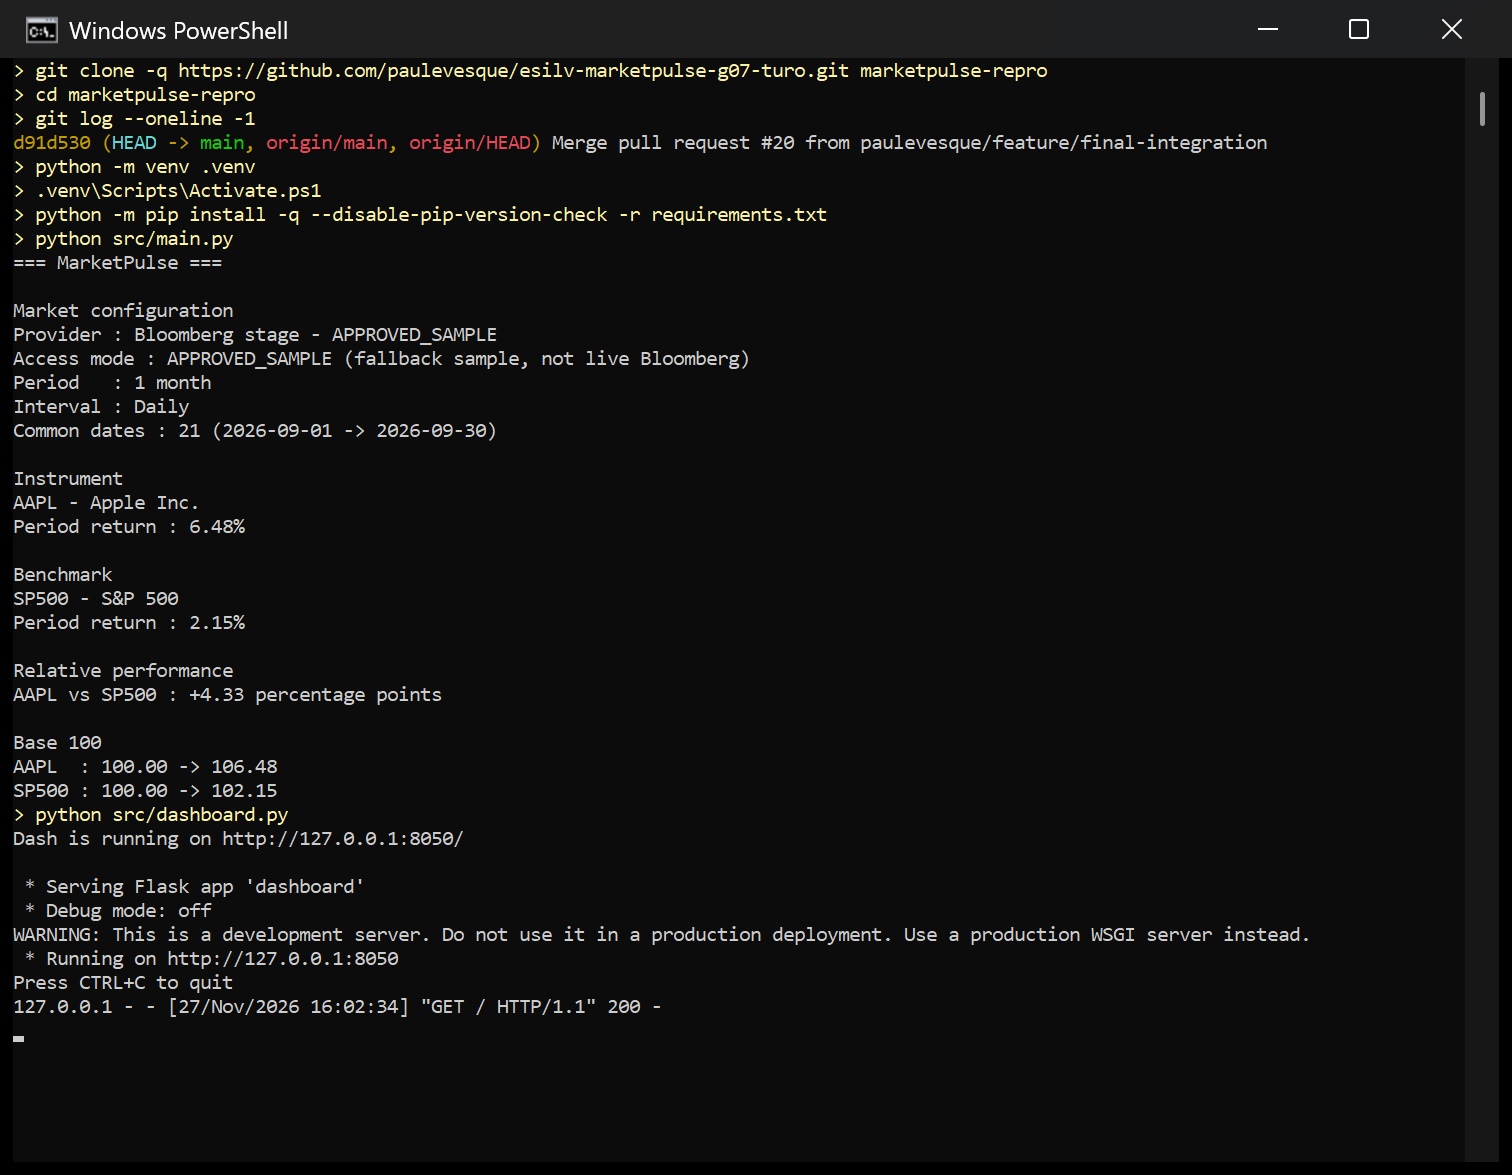 Windows PowerShell
> git clone -q https://github.com/paulevesque/esilv-marketpulse-g07-turo.git marketpulse-repro
> cd marketpulse-repro
> git log --oneline -1
d91d530 (HEAD -> main, origin/main, origin/HEAD) Merge pull request #20 from paulevesque/feature/final-integration
> python -m venv .venv
> .venv\Scripts\Activate.ps1
> python -m pip install -q --disable-pip-version-check -r requirements.txt
> python src/main.py
=== MarketPulse ===

Market configuration
Provider : Bloomberg stage - APPROVED_SAMPLE
Access mode : APPROVED_SAMPLE (fallback sample, not live Bloomberg)
Period   : 1 month
Interval : Daily
Common dates : 21 (2026-09-01 -> 2026-09-30)

Instrument
AAPL - Apple Inc.
Period return : 6.48%

Benchmark
SP500 - S&P 500
Period return : 2.15%

Relative performance
AAPL vs SP500 : +4.33 percentage points

Base 100
AAPL  : 100.00 -> 106.48
SP500 : 100.00 -> 102.15
> python src/dashboard.py
Dash is running on http://127.0.0.1:8050/

 * Serving Flask app 'dashboard'
 * Debug mode: off
WARNING: This is a development server. Do not use it in a production deployment. Use a production WSGI server instead.
 * Running on http://127.0.0.1:8050
Press CTRL+C to quit
127.0.0.1 - - [27/Nov/2026 16:02:34] "GET / HTTP/1.1" 200 -